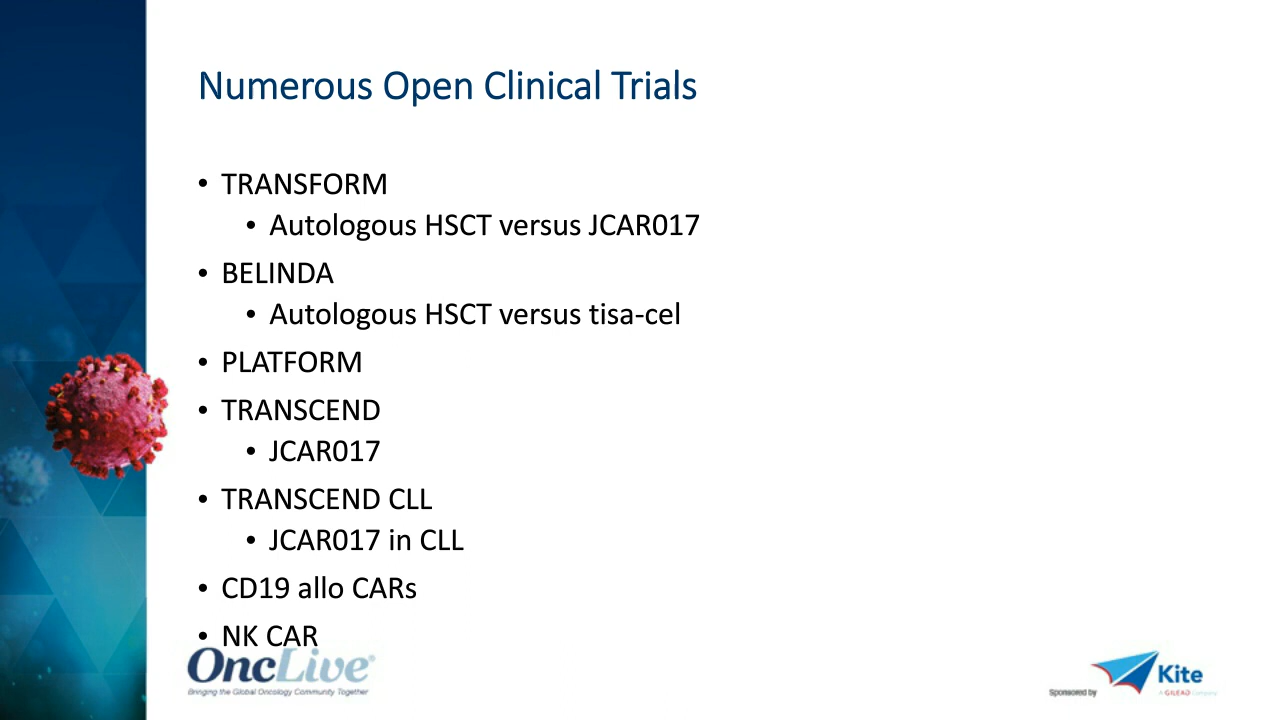 Numerous Open Clinical Trials
• TRANSFORM
• Autologous HSCT versus JCAR017
• BELINDA
• Autologous HSCT versus tisa-cel
• PLATFORM
• TRANSCEND
• JCAR017
• TRANSCEND CLL
• JCAR017 in CLL
• CD19 allo CARs
• NK CAR
OncLive®
Bringing the Global Oncology Community Together
Sponsored by
Kite
A GILEAD Company